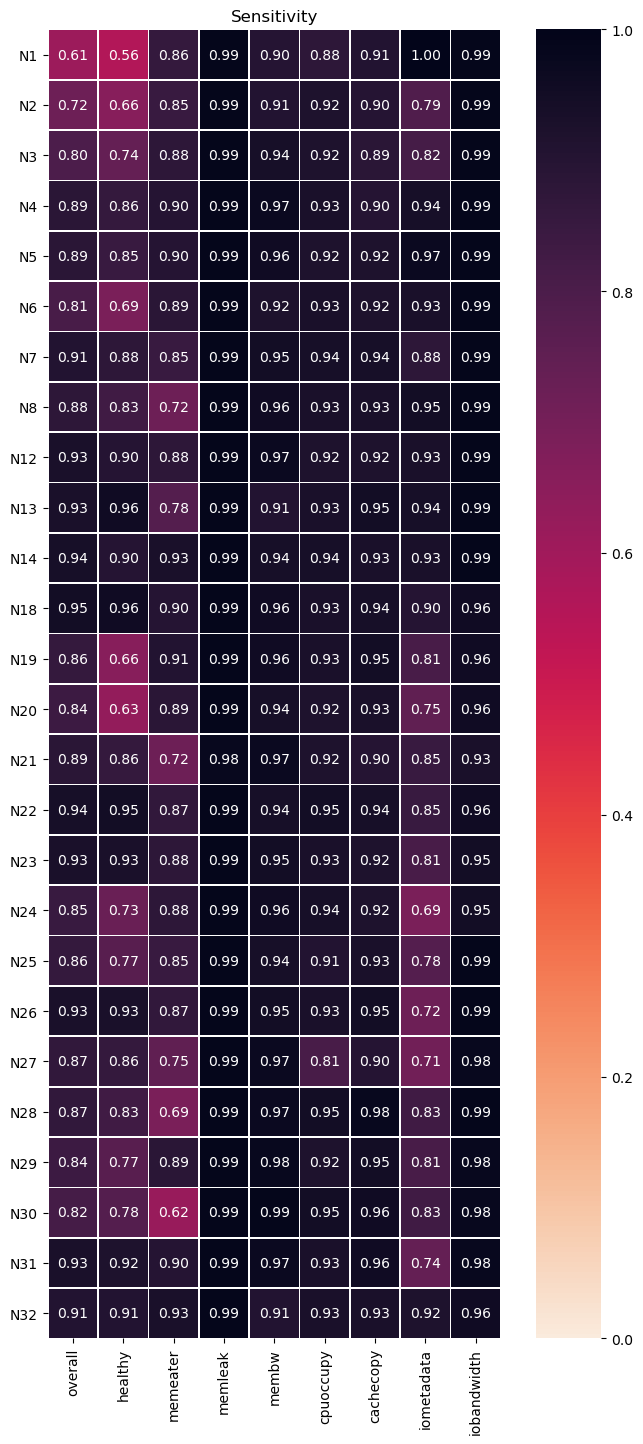 Sensitivity
N1 0.61 0.56 0.86 0.99 0.90 0.88 0.91 1.00 0.99
N2 0.72 0.66 0.85 0.99 0.91 0.92 0.90 0.79 0.99
N3 0.80 0.74 0.88 0.99 0.94 0.92 0.89 0.82 0.99
N4 0.89 0.86 0.90 0.99 0.97 0.93 0.90 0.94 0.99
N5 0.89 0.85 0.90 0.99 0.96 0.92 0.92 0.97 0.99
N6 0.81 0.69 0.89 0.99 0.92 0.93 0.92 0.93 0.99
N7 0.91 0.88 0.85 0.99 0.95 0.94 0.94 0.88 0.99
N8 0.88 0.83 0.72 0.99 0.96 0.93 0.93 0.95 0.99
N12 0.93 0.90 0.88 0.99 0.97 0.92 0.92 0.93 0.99
N13 0.93 0.96 0.78 0.99 0.91 0.93 0.95 0.94 0.99
N14 0.94 0.90 0.93 0.99 0.94 0.94 0.93 0.93 0.99
N18 0.95 0.96 0.90 0.99 0.96 0.93 0.94 0.90 0.96
N19 0.86 0.66 0.91 0.99 0.96 0.93 0.95 0.81 0.96
N20 0.84 0.63 0.89 0.99 0.94 0.92 0.93 0.75 0.96
N21 0.89 0.86 0.72 0.98 0.97 0.92 0.90 0.85 0.93
N22 0.94 0.95 0.87 0.99 0.94 0.95 0.94 0.85 0.96
N23 0.93 0.93 0.88 0.99 0.95 0.93 0.92 0.81 0.95
N24 0.85 0.73 0.88 0.99 0.96 0.94 0.92 0.69 0.95
N25 0.86 0.77 0.85 0.99 0.94 0.91 0.93 0.78 0.99
N26 0.93 0.93 0.87 0.99 0.95 0.93 0.95 0.72 0.99
N27 0.87 0.86 0.75 0.99 0.97 0.81 0.90 0.71 0.98
N28 0.87 0.83 0.69 0.99 0.97 0.95 0.98 0.83 0.99
N29 0.84 0.77 0.89 0.99 0.98 0.92 0.95 0.81 0.98
N30 0.82 0.78 0.62 0.99 0.99 0.95 0.96 0.83 0.98
N31 0.93 0.92 0.90 0.99 0.97 0.93 0.96 0.74 0.98
N32 0.91 0.91 0.93 0.99 0.91 0.93 0.93 0.92 0.96
overall healthy memeater memleak membw cpuoccupy cachecopy iometadata iobandwidth
1.0
0.8
0.6
0.4
0.2
0.0